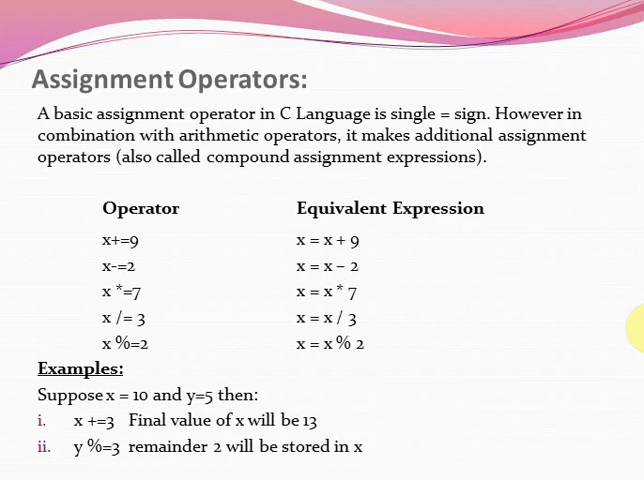 Assignment Operators:
A basic assignment operator in C Language is single = sign. However in
combination with arithmetic operators, it makes additional assignment
operators (also called compound assignment expressions).
Operator Equivalent Expression
x+=9 x = x + 9
x-=2 x = x – 2
x *=7 x = x * 7
x /= 3 x = x / 3
x %=2 x = x % 2
Examples:
Suppose x = 10 and y=5 then:
i. x +=3 Final value of x will be 13
ii. y %=3 remainder 2 will be stored in x